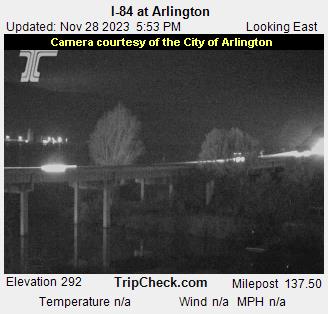 I-84 at Arlington
Updated: Nov 28 2023 5:53 PM Looking East
Camera courtesy of the City of Arlington
Elevation 292 TripCheck.com Milepost 137.50
Temperature n/a Wind n/a MPH n/a